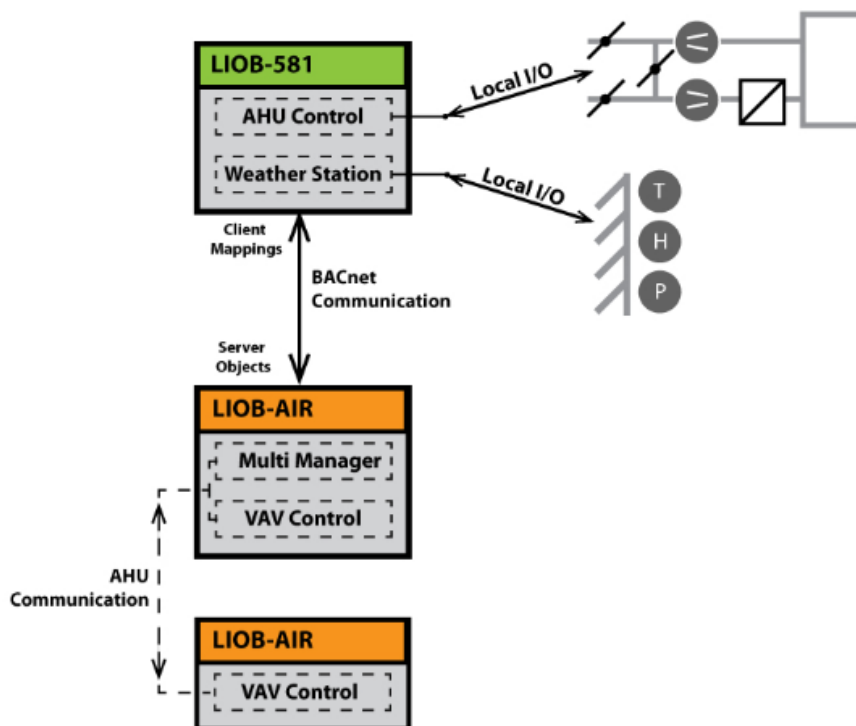 LIOB-581
AHU Control
Weather Station
Local I/O
Local I/O
T
H
P
Client
Mappings
BACnet
Communication
Server
Objects
LIOB-AIR
Multi Manager
VAV Control
AHU
Communication
LIOB-AIR
VAV Control